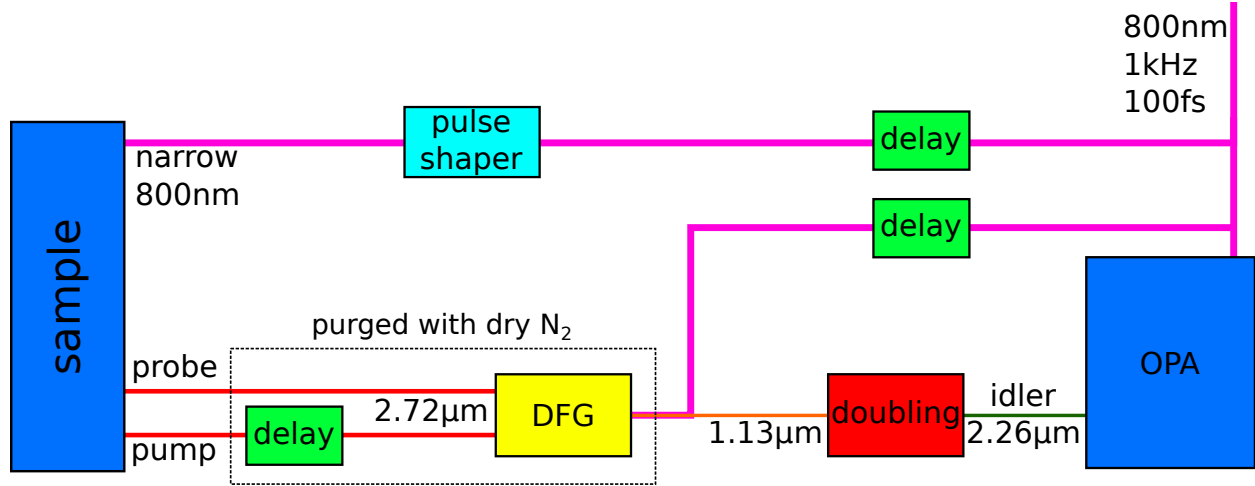 800nm
1kHz
100fs
pulse
shaper
delay
narrow
800nm
delay
sample
purged with dry N₂
OPA
probe
2.72µm
DFG
doubling
idler
delay
1.13µm
2.26µm
pump